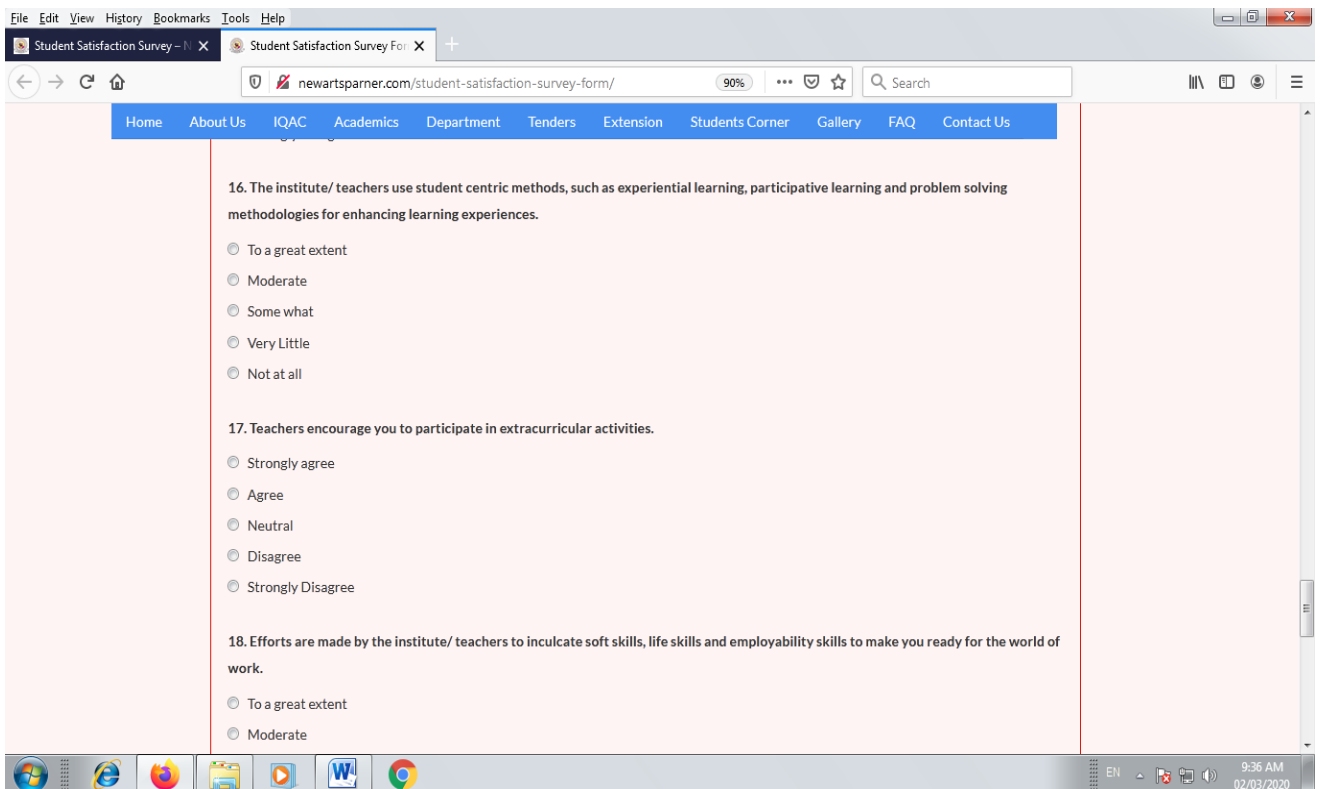 File Edit View History Bookmarks Tools Help
Student Satisfaction Survey – N
Student Satisfaction Survey For
newartsparner.com/student-satisfaction-survey-form/ 90% Search
Home About Us IQAC Academics Department Tenders Extension Students Corner Gallery FAQ Contact Us
16. The institute/ teachers use student centric methods, such as experiential learning, participative learning and problem solving
methodologies for enhancing learning experiences.
To a great extent
Moderate
Some what
Very Little
Not at all
17. Teachers encourage you to participate in extracurricular activities.
Strongly agree
Agree
Neutral
Disagree
Strongly Disagree
18. Efforts are made by the institute/ teachers to inculcate soft skills, life skills and employability skills to make you ready for the world of
work.
To a great extent
Moderate
EN 9:36 AM
02/03/2020